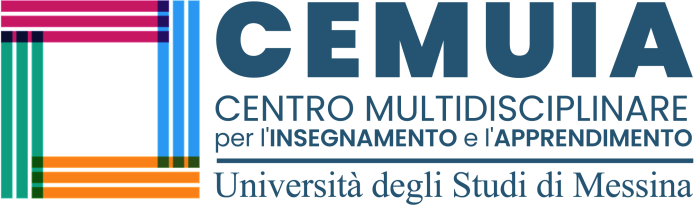 CEMUIA
CENTRO MULTIDISCIPLINARE
per l'INSEGNAMENTO e l'APPRENDIMENTO
Università degli Studi di Messina